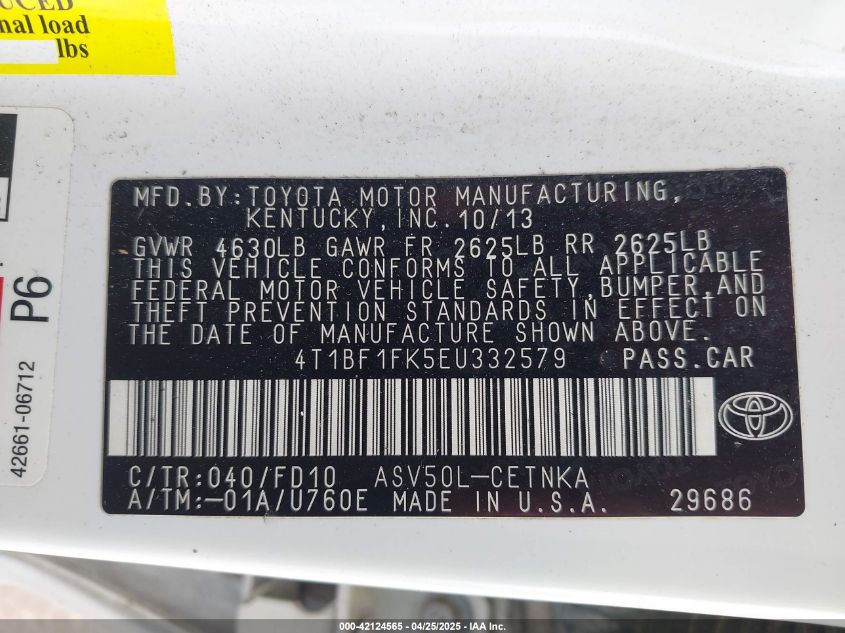 nal load
lbs
MFD.BY:TOYOTA MOTOR MANUFACTURING,
KENTUCKY,INC.10/13
GVWR 4630LB GAWR FR 2625LB RR 2625LB
THIS VEHICLE CONFORMS TO ALL APPLICABLE
FEDERAL MOTOR VEHICLE SAFETY,BUMPER,AND
THEFT PREVENTION STANDARDS IN EFFECT ON
THE DATE OF MANUFACTURE SHOWN ABOVE.
4T1BF1FK5EU332579 PASS.CAR
C/TR:040/FD10 ASV50L-CETNKA
A/TM:-01A/U760E MADE IN U.S.A. 29686
P6
42661-06712
000-42124565 - 04/25/2025 - IAA Inc.